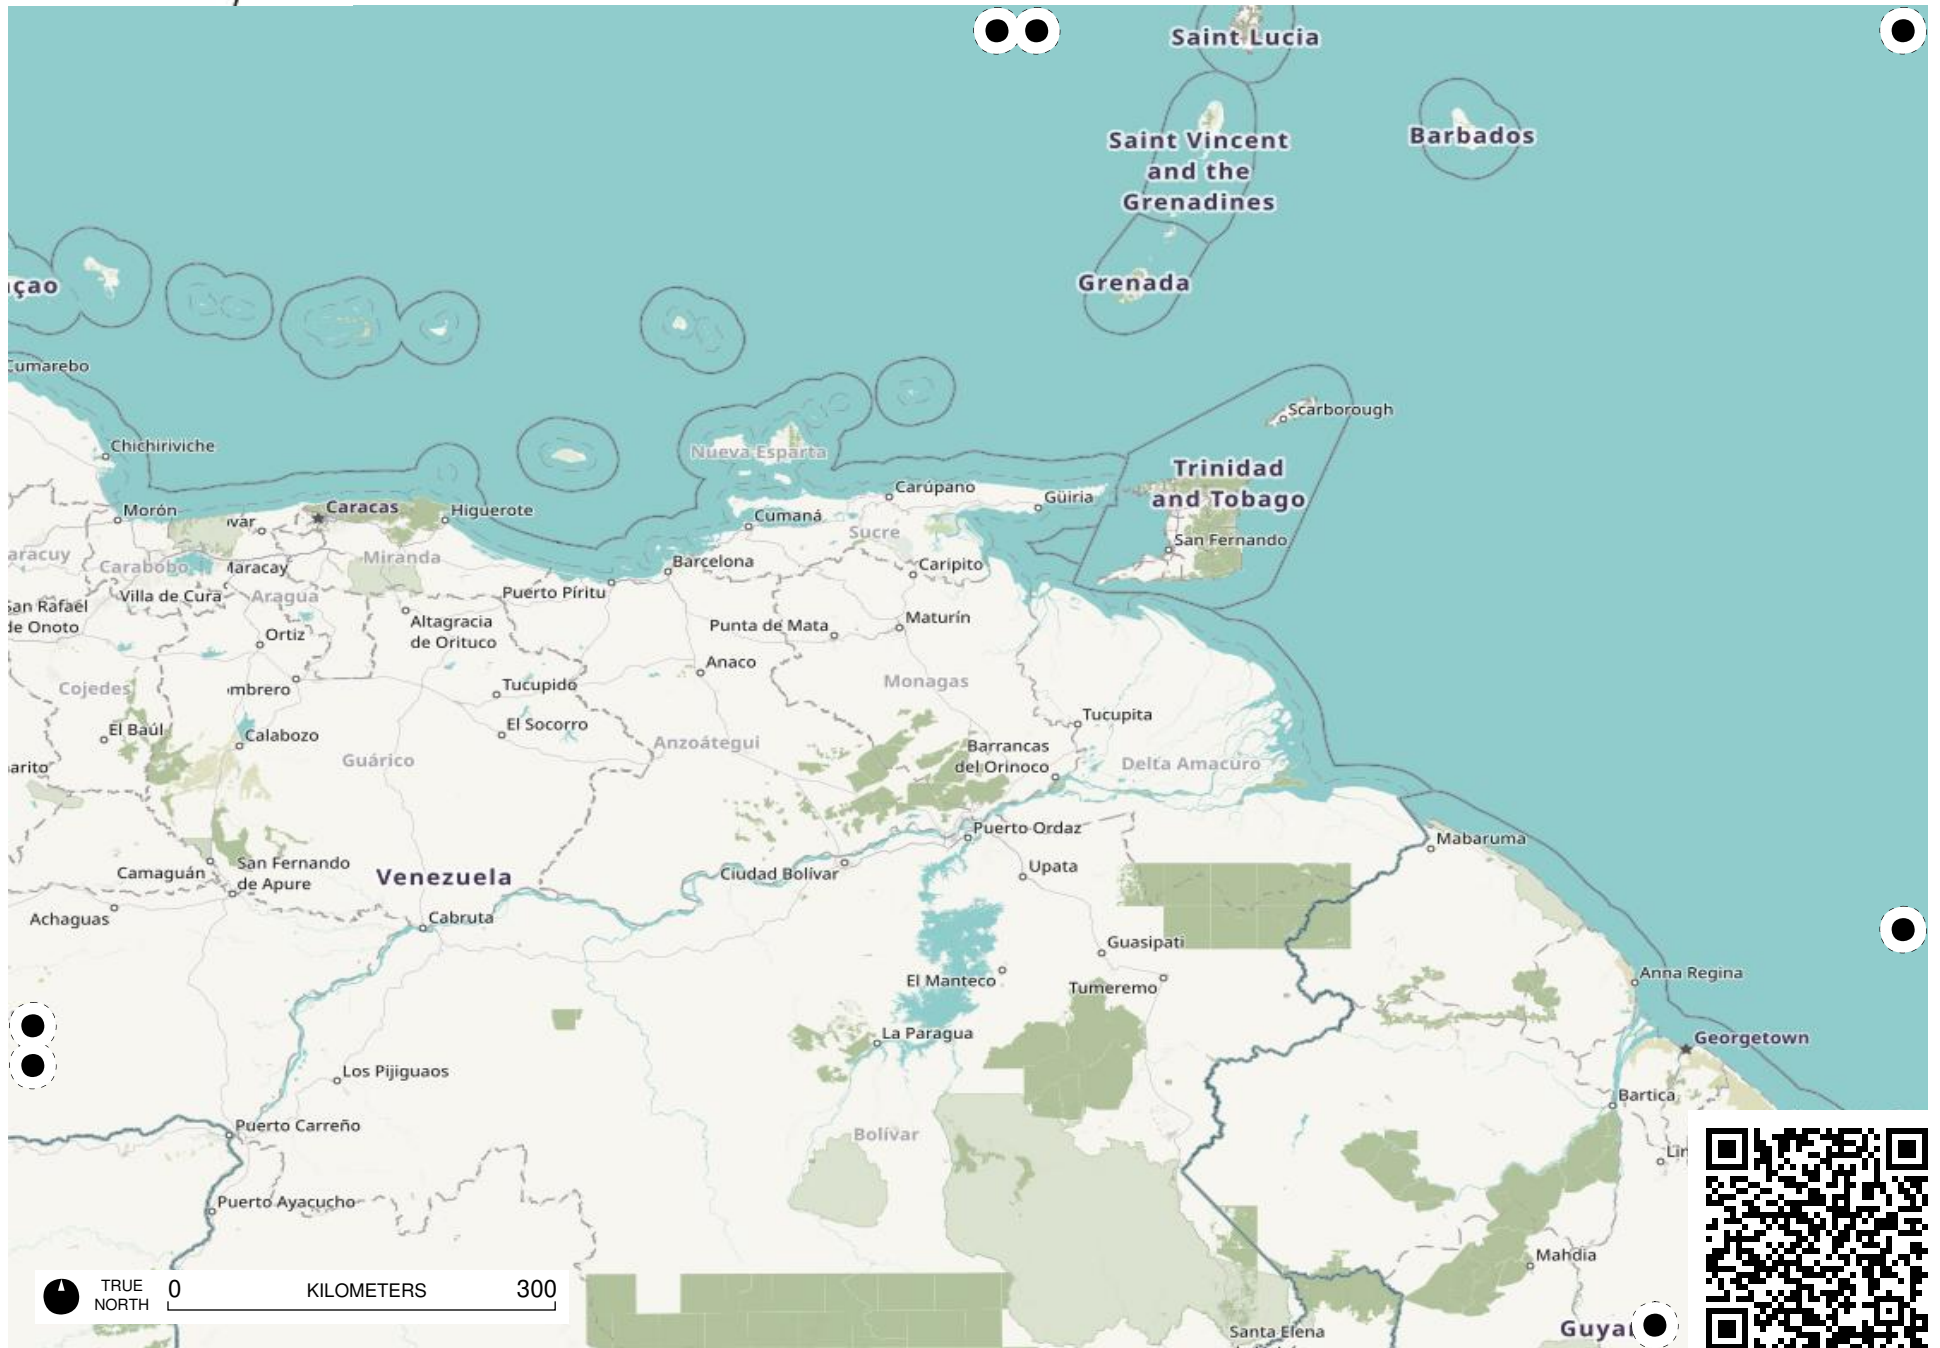 Saint Lucia
Saint Vincent
and the
Grenadines
Barbados
Grenada
çao
Cumarebo
Chichiriviche
Nueva Esparta
Scarborough
Trinidad
and Tobago
Carúpano
Güiria
Morón
Caracas
Higuerote
Cumaná
Sucre
San Fernando
Carabobo
Maracay
Miranda
Barcelona
Caripito
Villa de Cura
Aragua
Puerto Píritu
San Rafael
de Onoto
Ortiz
Altagracia
de Orituco
Punta de Mata
Maturín
Anaco
Cojedes
mbrero
Tucupido
Monagas
El Baúl
Calabozo
El Socorro
Tucupita
Guárico
Anzoátegui
Barrancas
del Orinoco
Delta Amacuro
arito
Puerto Ordaz
Mabaruma
Camaguán
San Fernando
de Apure
Venezuela
Ciudad Bolívar
Upata
Achaguas
Cabruta
Guasipati
El Manteco
Tumeremo
Anna Regina
La Paragua
Georgetown
Los Pijiguaos
Bartica
Puerto Carreño
Bolívar
Puerto Ayacucho
Mahdia
TRUE
NORTH
0 KILOMETERS 300
Santa Elena